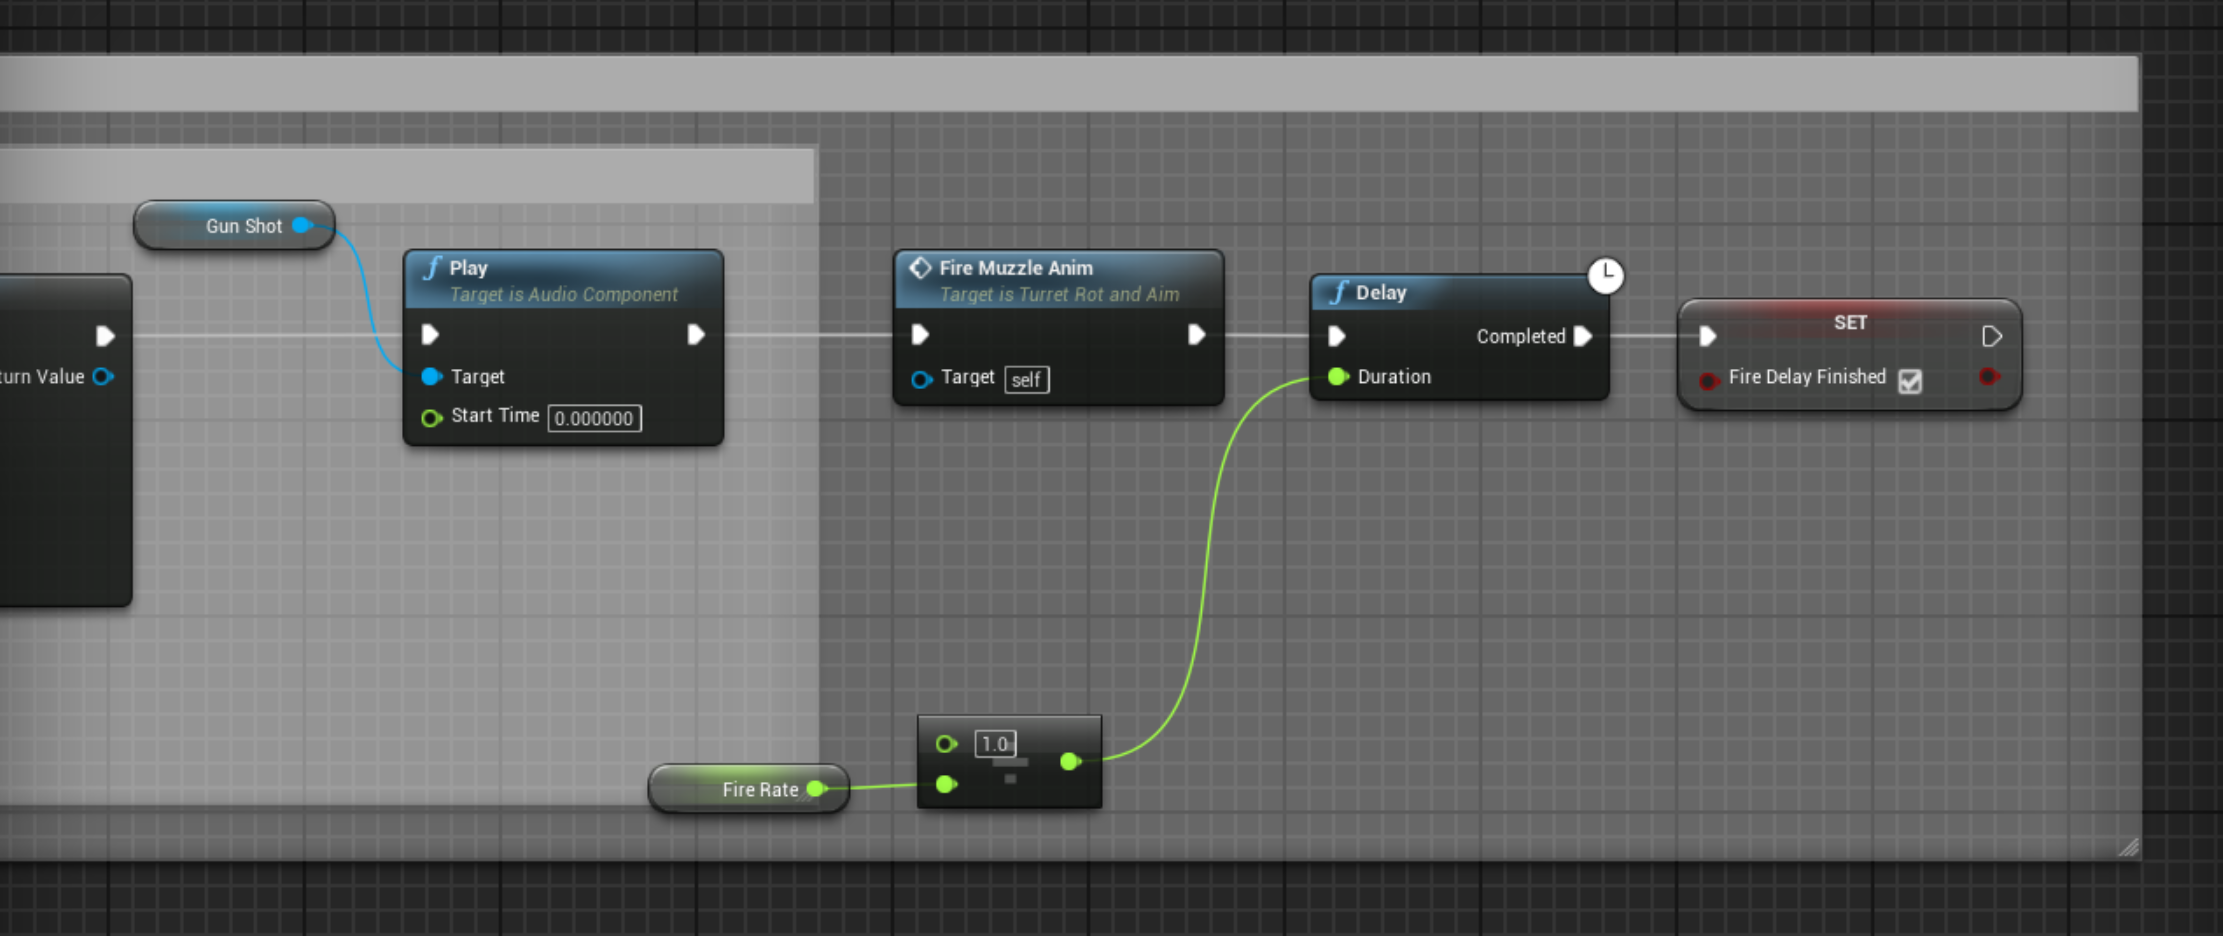 Gun Shot
turn Value
Play
Target is Audio Component
Target
Start Time 0.000000
Fire Muzzle Anim
Target is Turret Rot and Aim
Target self
Delay
Completed
Duration
SET
Fire Delay Finished
Fire Rate
1.0